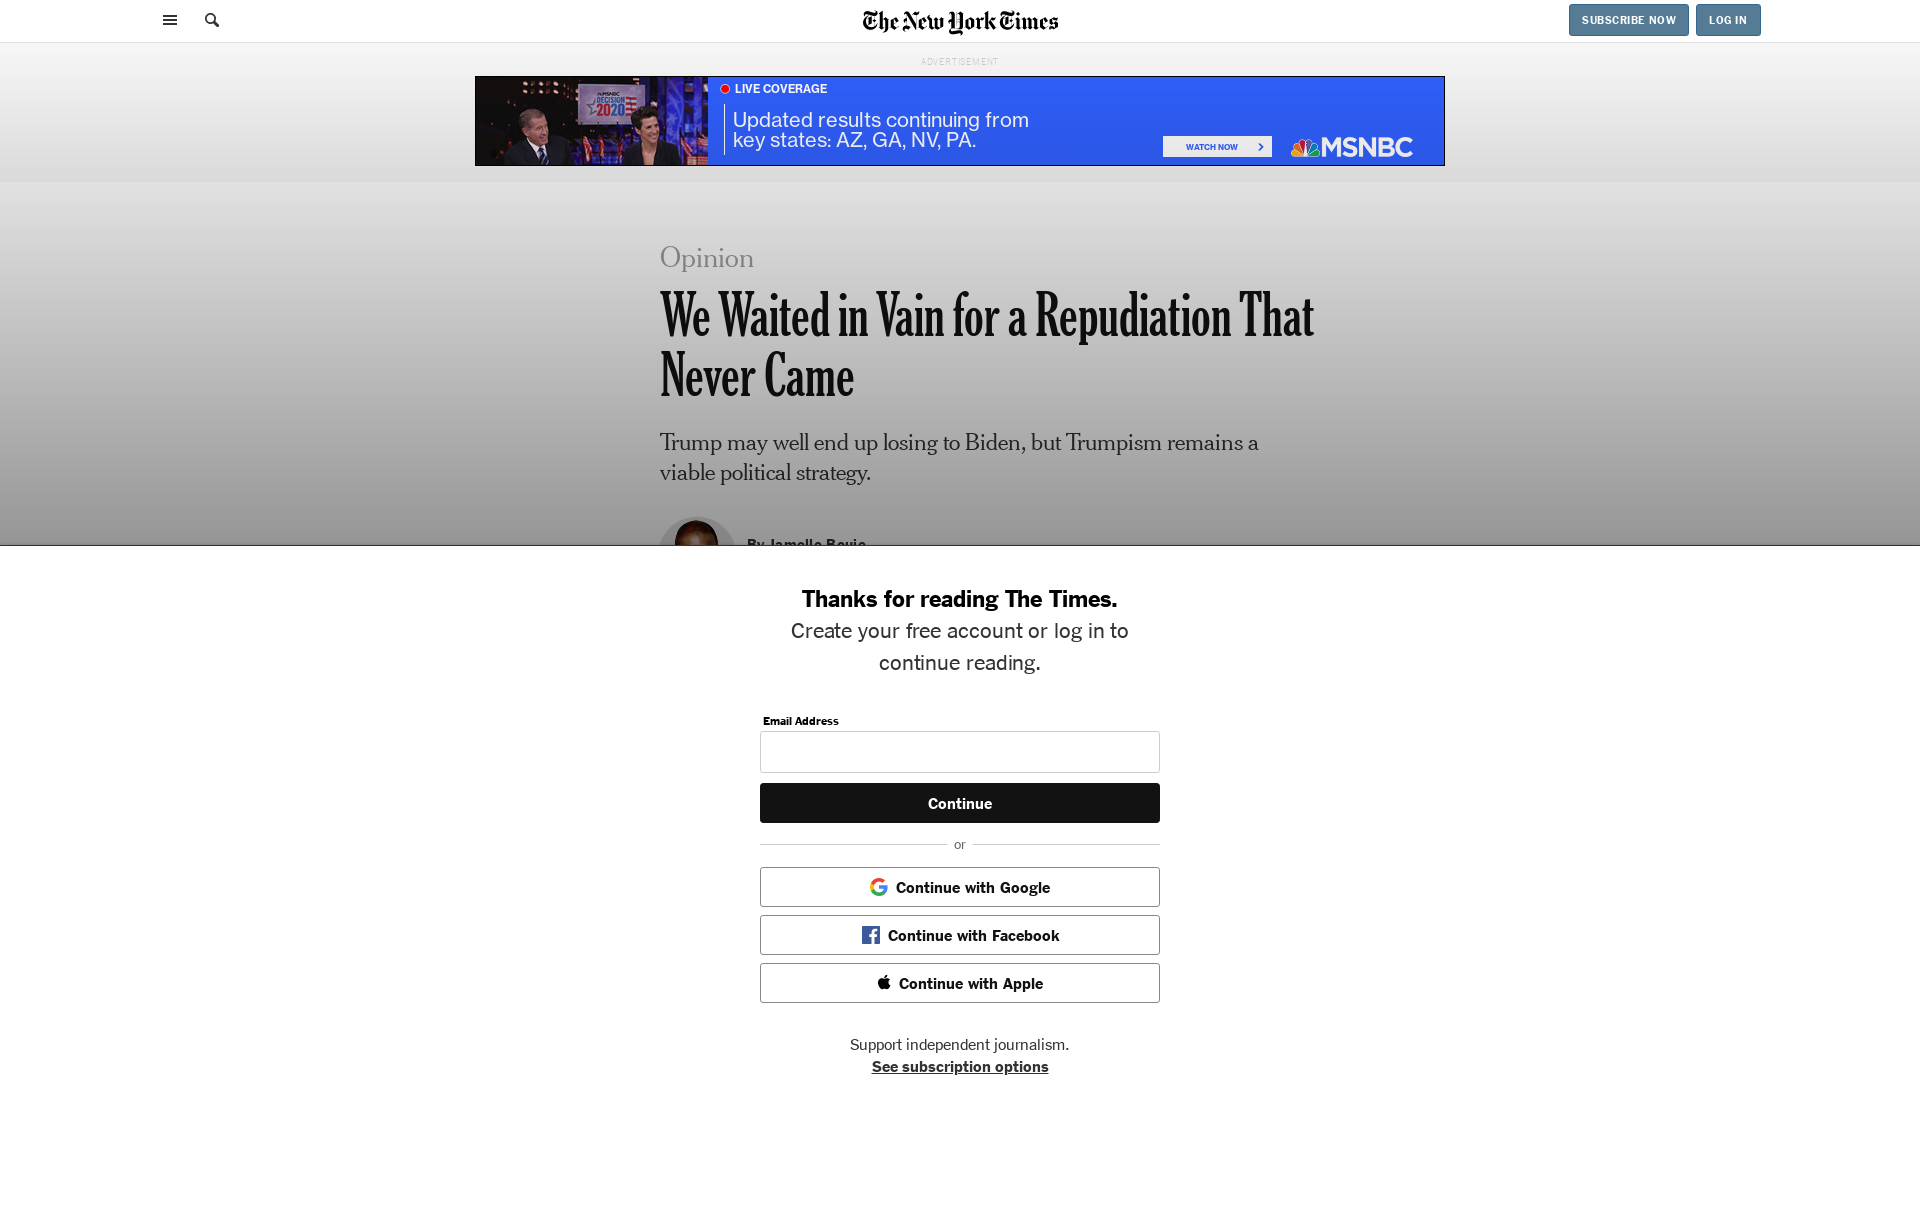 The New York Times
SUBSCRIBE NOW
LOG IN
ADVERTISEMENT
DECISION
2020
LIVE COVERAGE
Updated results continuing from
key states: AZ, GA, NV, PA.
WATCH NOW
MSNBC
Opinion
We Waited in Vain for a Repudiation That
Never Came
Trump may well end up losing to Biden, but Trumpism remains a
viable political strategy.
By Jamelle Bouie
Thanks for reading The Times.
Create your free account or log in to
continue reading.
Email Address
Continue
or
Continue with Google
Continue with Facebook
Continue with Apple
Support independent journalism.
See subscription options